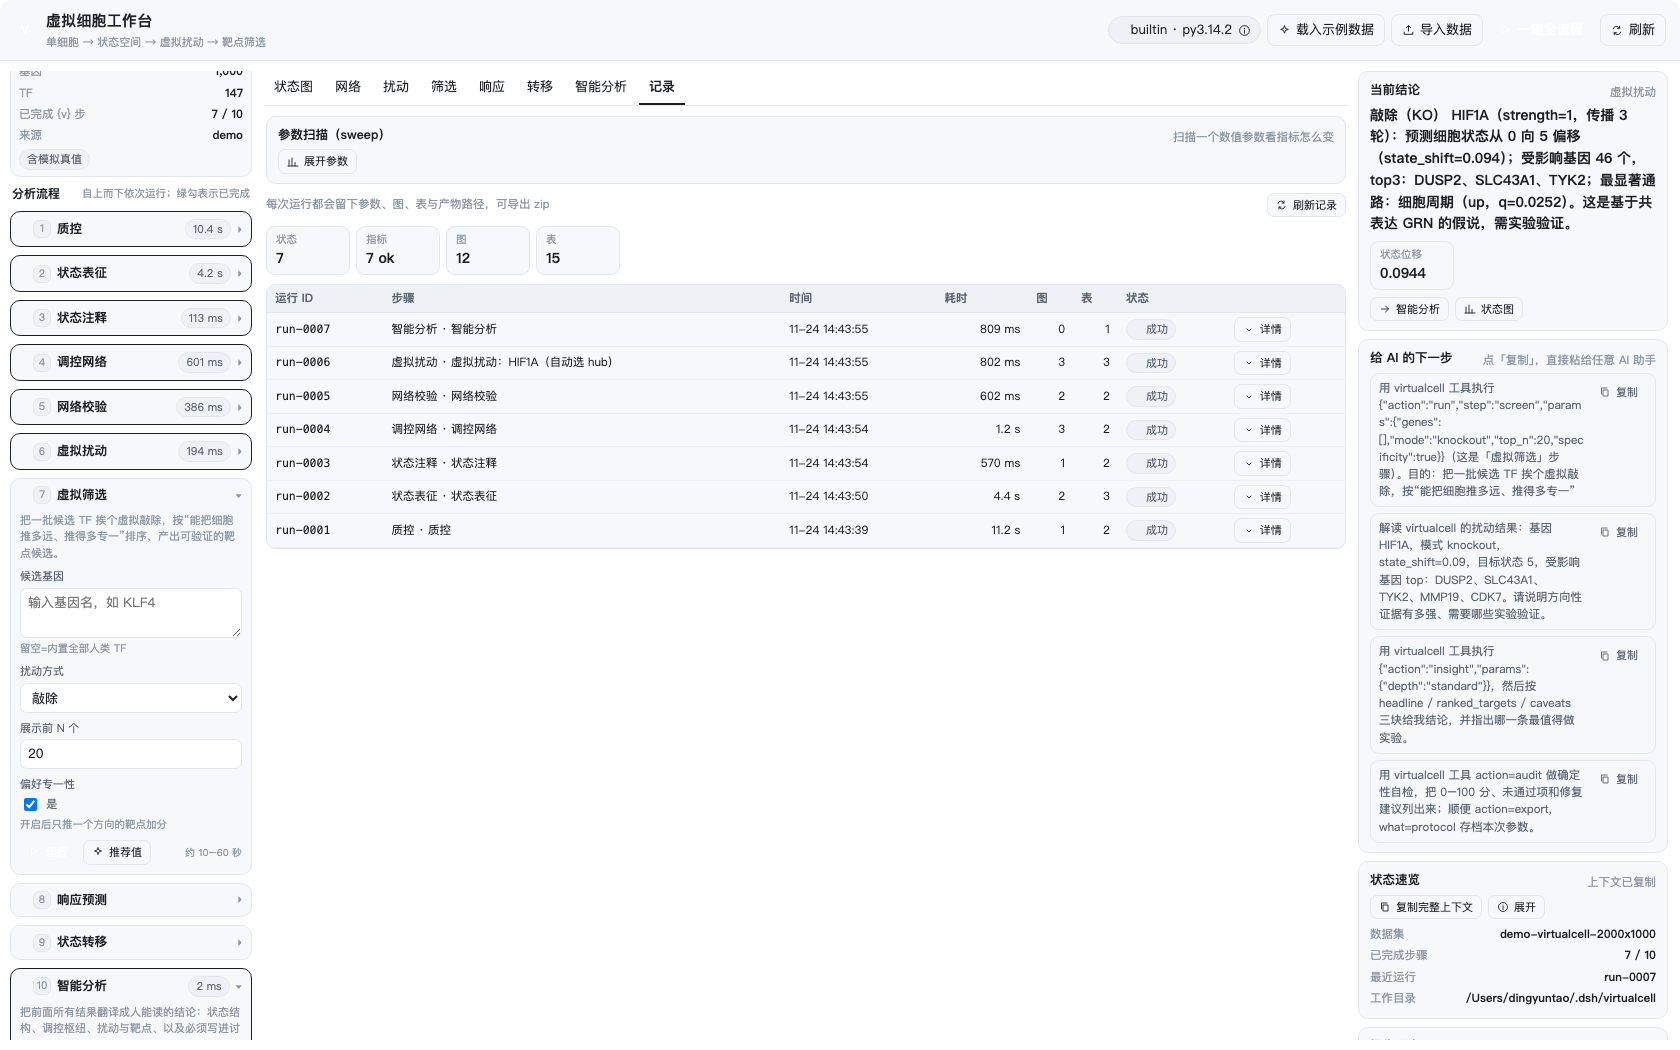 虚拟细胞工作台
单细胞 → 状态空间 → 虚拟扰动 → 靶点筛选
builtin · py3.14.2
载入示例数据
导入数据
一键全流程
刷新
基因 1,000
TF 147
已完成 {v} 步 7 / 10
来源 demo
含模拟真值
分析流程 自上而下依次运行；绿勾表示已完成
1 质控 10.4 s
2 状态表征 4.2 s
3 状态注释 113 ms
4 调控网络 601 ms
5 网络校验 386 ms
6 虚拟扰动 194 ms
7 虚拟筛选
把一批候选 TF 挨个虚拟敲除，按“能把细胞
推多远、推得多专一”排序，产出可验证的靶
点候选。
候选基因
输入基因名，如 KLF4
留空=内置全部人类 TF
扰动方式
敲除
展示前 N 个
20
偏好专一性
是
开启后只推一个方向的靶点加分
推荐值 约 10–60 秒
8 响应预测
9 状态转移
10 智能分析 2 ms
把前面所有结果翻译成人能读的结论：状态结
构、调控枢纽、扰动与靶点、以及必须写进讨
状态图 网络 扰动 筛选 响应 转移 智能分析 记录
参数扫描（sweep） 扫描一个数值参数看指标怎么变
展开参数
每次运行都会留下参数、图、表与产物路径，可导出 zip 刷新记录
状态 指标 图 表
7 7 ok 12 15
运行 ID 步骤 时间 耗时 图 表 状态
run-0007 智能分析 · 智能分析 11-24 14:43:55 809 ms 0 1 成功 详情
run-0006 虚拟扰动 · 虚拟扰动：HIF1A（自动选 hub） 11-24 14:43:55 802 ms 3 3 成功 详情
run-0005 网络校验 · 网络校验 11-24 14:43:55 602 ms 2 2 成功 详情
run-0004 调控网络 · 调控网络 11-24 14:43:54 1.2 s 3 2 成功 详情
run-0003 状态注释 · 状态注释 11-24 14:43:54 570 ms 1 2 成功 详情
run-0002 状态表征 · 状态表征 11-24 14:43:50 4.4 s 2 3 成功 详情
run-0001 质控 · 质控 11-24 14:43:39 11.2 s 1 2 成功 详情
当前结论 虚拟扰动
敲除（KO） HIF1A（strength=1，传播 3
轮）：预测细胞状态从 0 向 5 偏移
（state_shift=0.094）；受影响基因 46 个，
top3：DUSP2、SLC43A1、TYK2；最显著通
路：细胞周期（up，q=0.0252）。这是基于共
表达 GRN 的假说，需实验验证。
状态位移
0.0944
智能分析 状态图
给 AI 的下一步 点「复制」，直接粘给任意 AI 助手
用 virtualcell 工具执行 复制
{"action":"run","step":"screen","param
s":{"genes":
[],"mode":"knockout","top_n":20,"spec
ificity":true}}（这是「虚拟筛选」步
骤）。目的：把一批候选 TF 挨个虚拟敲
除，按“能把细胞推多远、推得多专一”
解读 virtualcell 的扰动结果：基因 复制
HIF1A，模式 knockout，
state_shift=0.09，目标状态 5，受影响
基因 top：DUSP2、SLC43A1、
TYK2、MMP19、CDK7。请说明方向性
证据有多强、需要哪些实验验证。
用 virtualcell 工具执行 复制
{"action":"insight","params":
{"depth":"standard"}}，然后按
headline / ranked_targets / caveats
三块给我结论，并指出哪一条最值得做
实验。
用 virtualcell 工具 action=audit 做确定 复制
性自检，把 0–100 分、未通过项和修复
建议列出来；顺便 action=export,
what=protocol 存档本次参数。
状态速览 上下文已复制
复制完整上下文 展开
数据集 demo-virtualcell-2000x1000
已完成步骤 7 / 10
最近运行 run-0007
工作目录 /Users/dingyuntao/.dsh/virtualcell